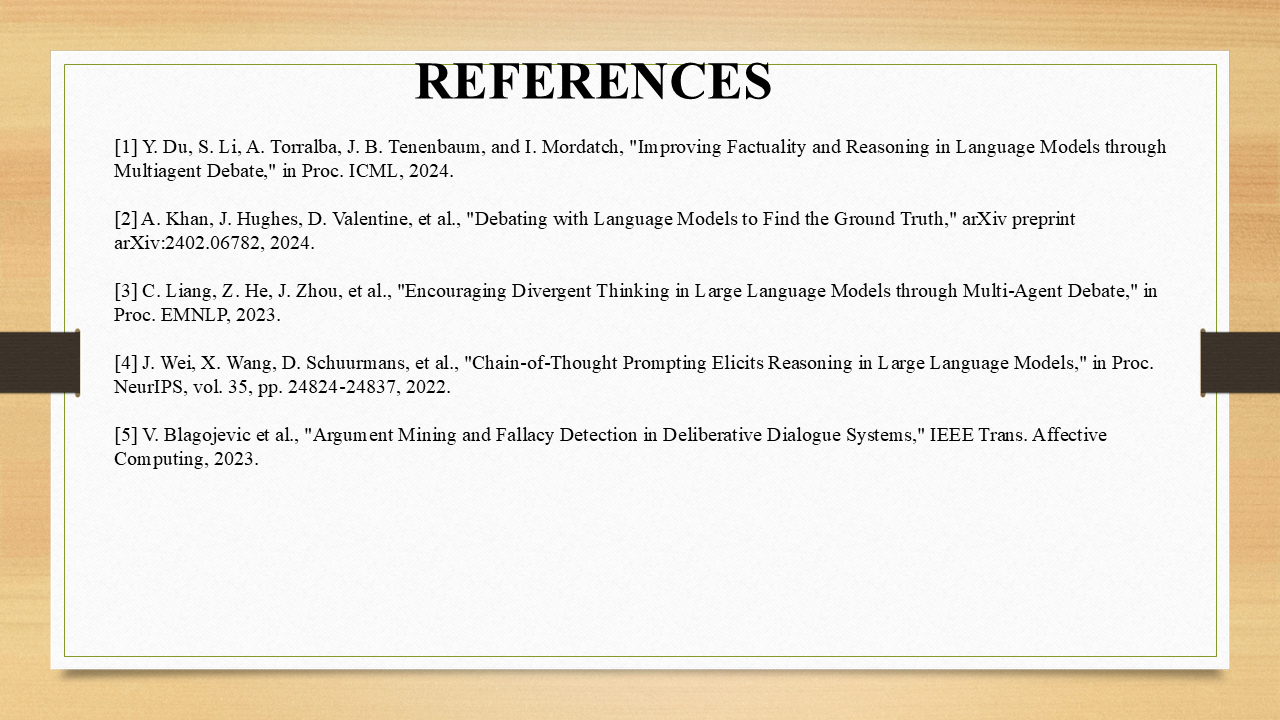 REFERENCES
[1] Y. Du, S. Li, A. Torralba, J. B. Tenenbaum, and I. Mordatch, "Improving Factuality and Reasoning in Language Models through
Multiagent Debate," in Proc. ICML, 2024.
[2] A. Khan, J. Hughes, D. Valentine, et al., "Debating with Language Models to Find the Ground Truth," arXiv preprint
arXiv:2402.06782, 2024.
[3] C. Liang, Z. He, J. Zhou, et al., "Encouraging Divergent Thinking in Large Language Models through Multi-Agent Debate," in
Proc. EMNLP, 2023.
[4] J. Wei, X. Wang, D. Schuurmans, et al., "Chain-of-Thought Prompting Elicits Reasoning in Large Language Models," in Proc.
NeurIPS, vol. 35, pp. 24824-24837, 2022.
[5] V. Blagojevic et al., "Argument Mining and Fallacy Detection in Deliberative Dialogue Systems," IEEE Trans. Affective
Computing, 2023.